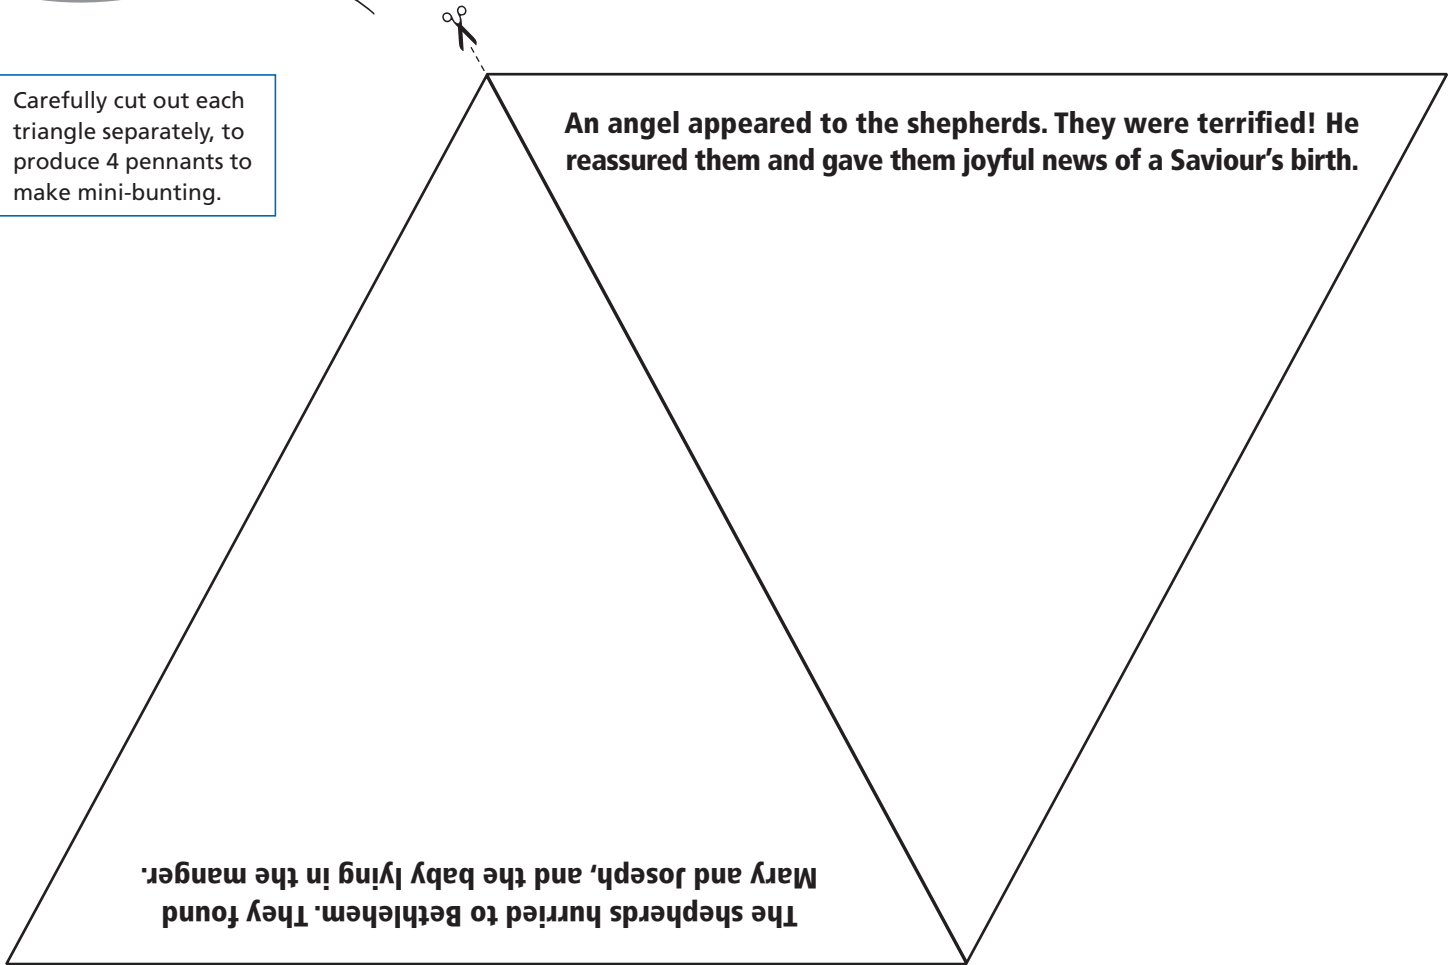 Carefully cut out each
triangle separately, to
produce 4 pennants to
make mini-bunting.
An angel appeared to the shepherds. They were terrified! He
reassured them and gave them joyful news of a Saviour’s birth.
The shepherds hurried to Bethlehem. They found
Mary and Joseph, and the baby lying in the manger.